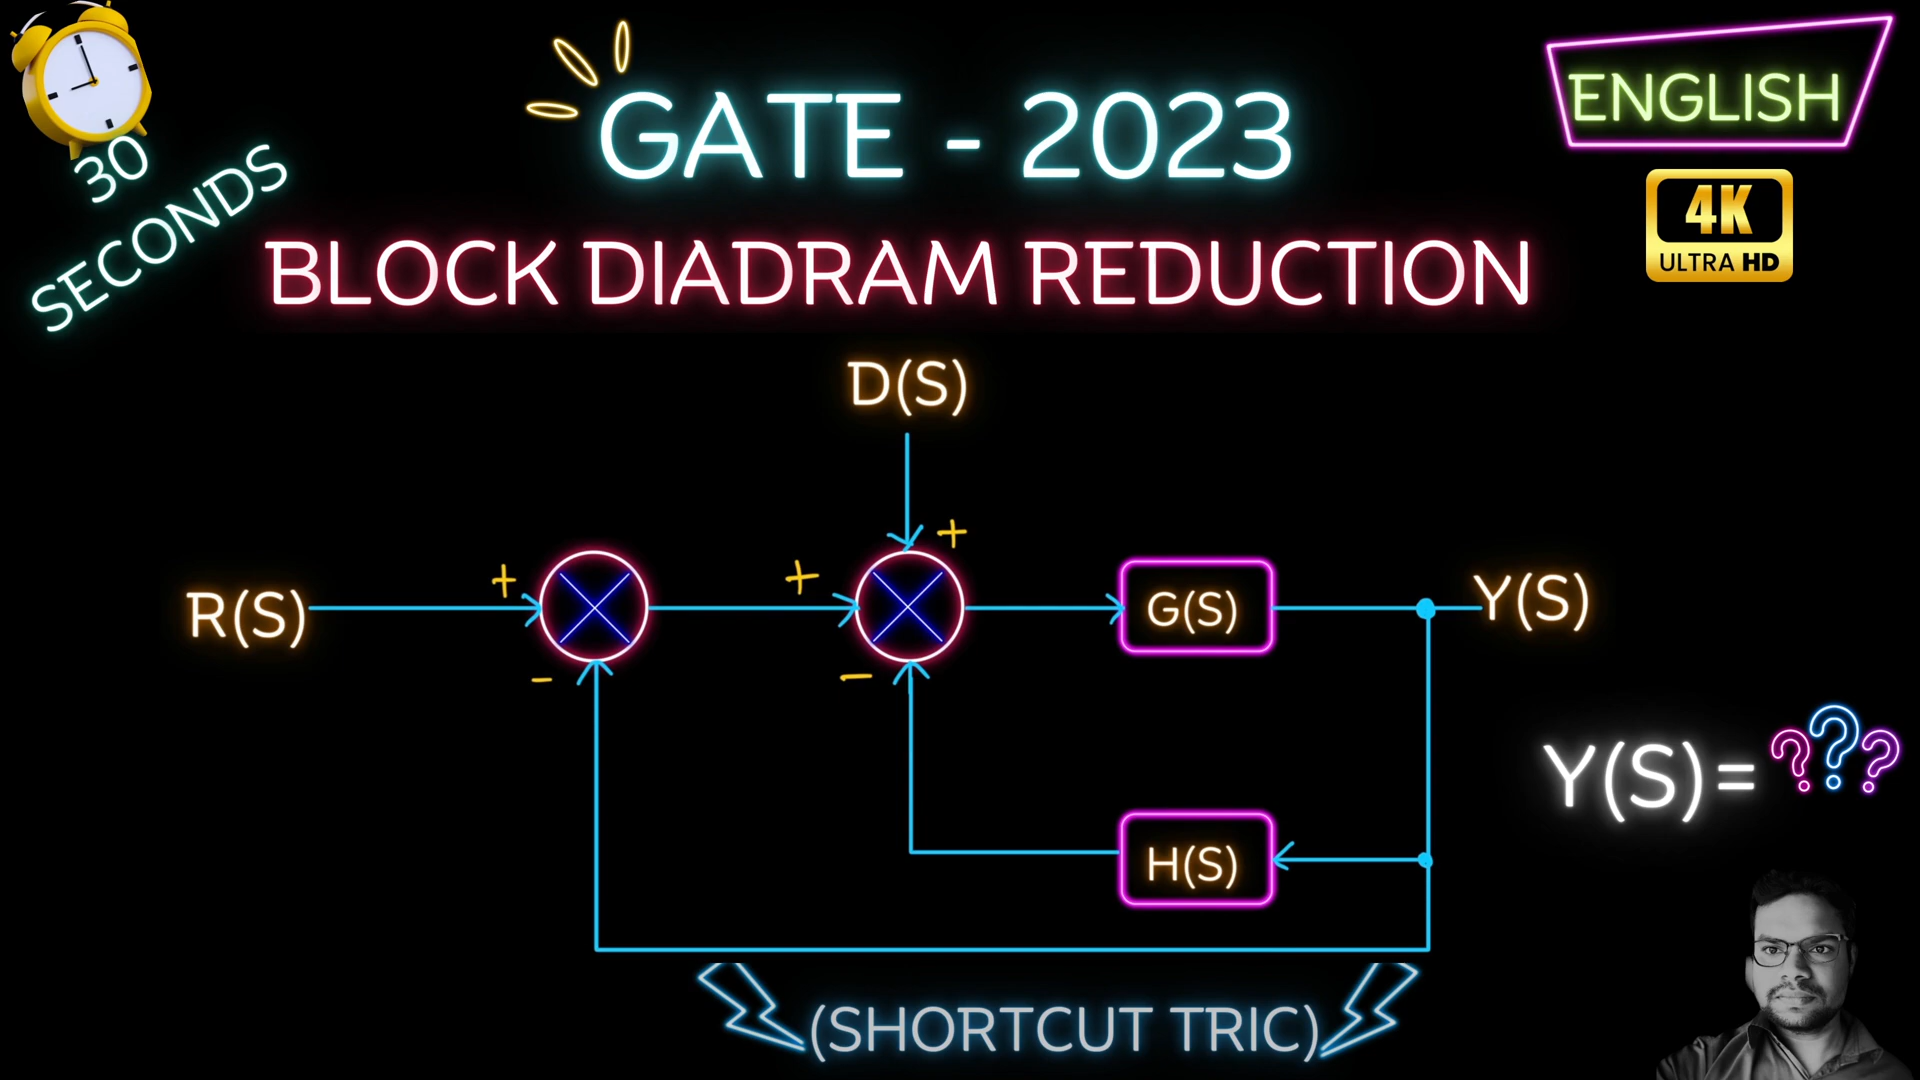 30
SECONDS
GATE - 2023
ENGLISH
4K
ULTRA HD
BLOCK DIADRAM REDUCTION
D(S)
+
+ +
R(S) G(S) Y(S)
- -
Y(S)=???
H(S)
(SHORTCUT TRIC)